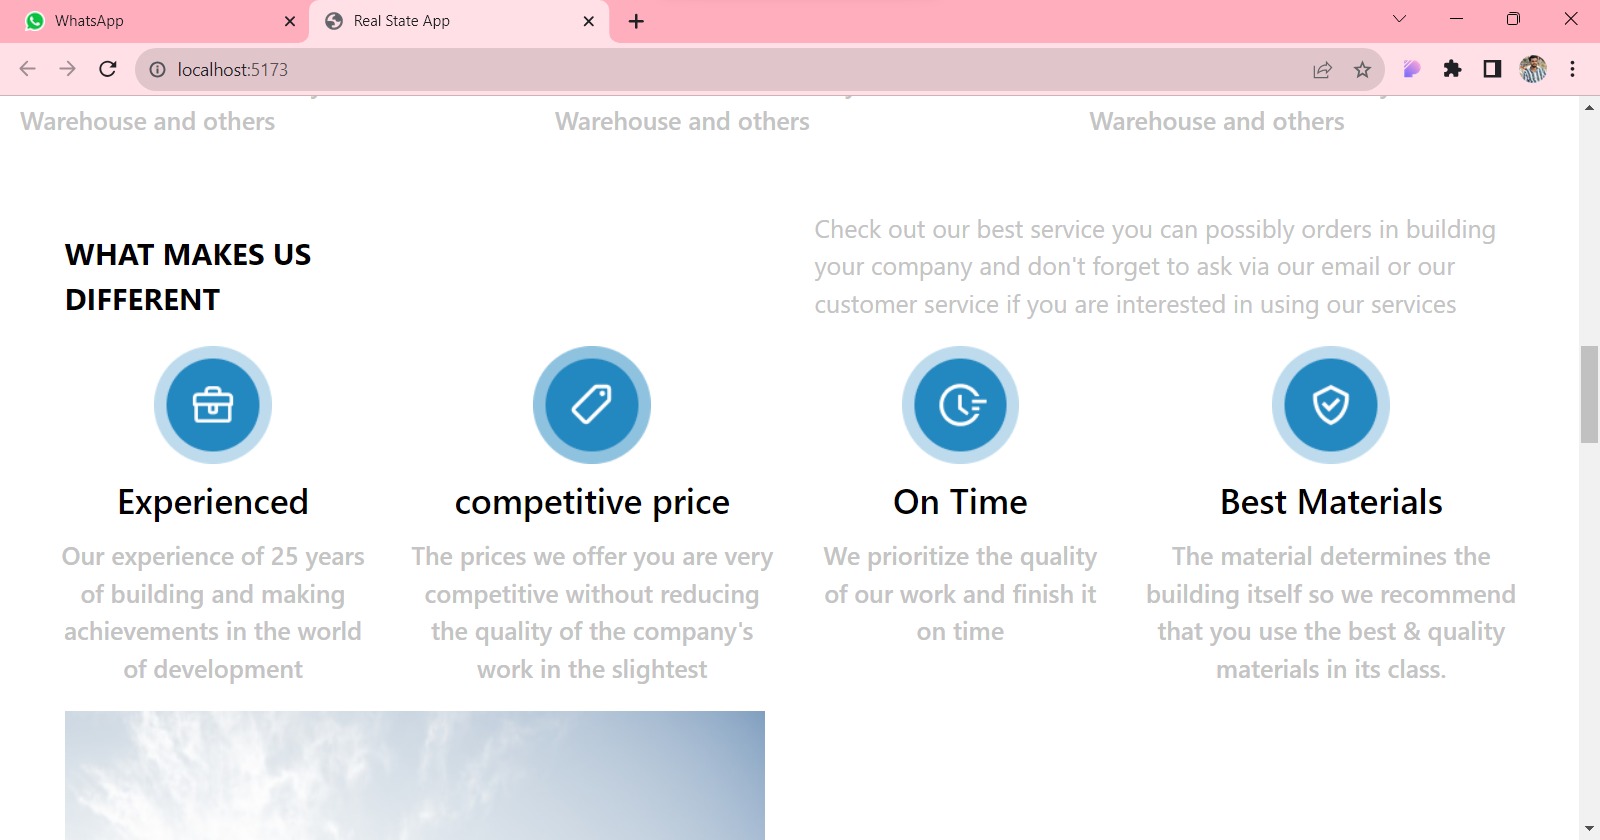 WhatsApp
Real State App
localhost:5173
Warehouse and others
Warehouse and others
Warehouse and others
WHAT MAKES US
DIFFERENT
Check out our best service you can possibly orders in building
your company and don't forget to ask via our email or our
customer service if you are interested in using our services
Experienced
Our experience of 25 years
of building and making
achievements in the world
of development
competitive price
The prices we offer you are very
competitive without reducing
the quality of the company's
work in the slightest
On Time
We prioritize the quality
of our work and finish it
on time
Best Materials
The material determines the
building itself so we recommend
that you use the best & quality
materials in its class.